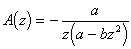 A(z) = − a / z(a − bz²)